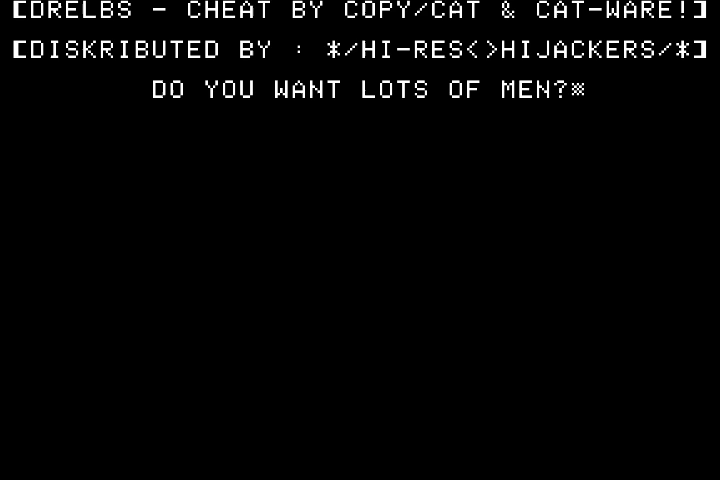 [DRELBS - CHEAT BY COPY/CAT & CAT-WARE!]
[DISKRIBUTED BY : */HI-RES<>HIJACKERS/*]
DO YOU WANT LOTS OF MEN?